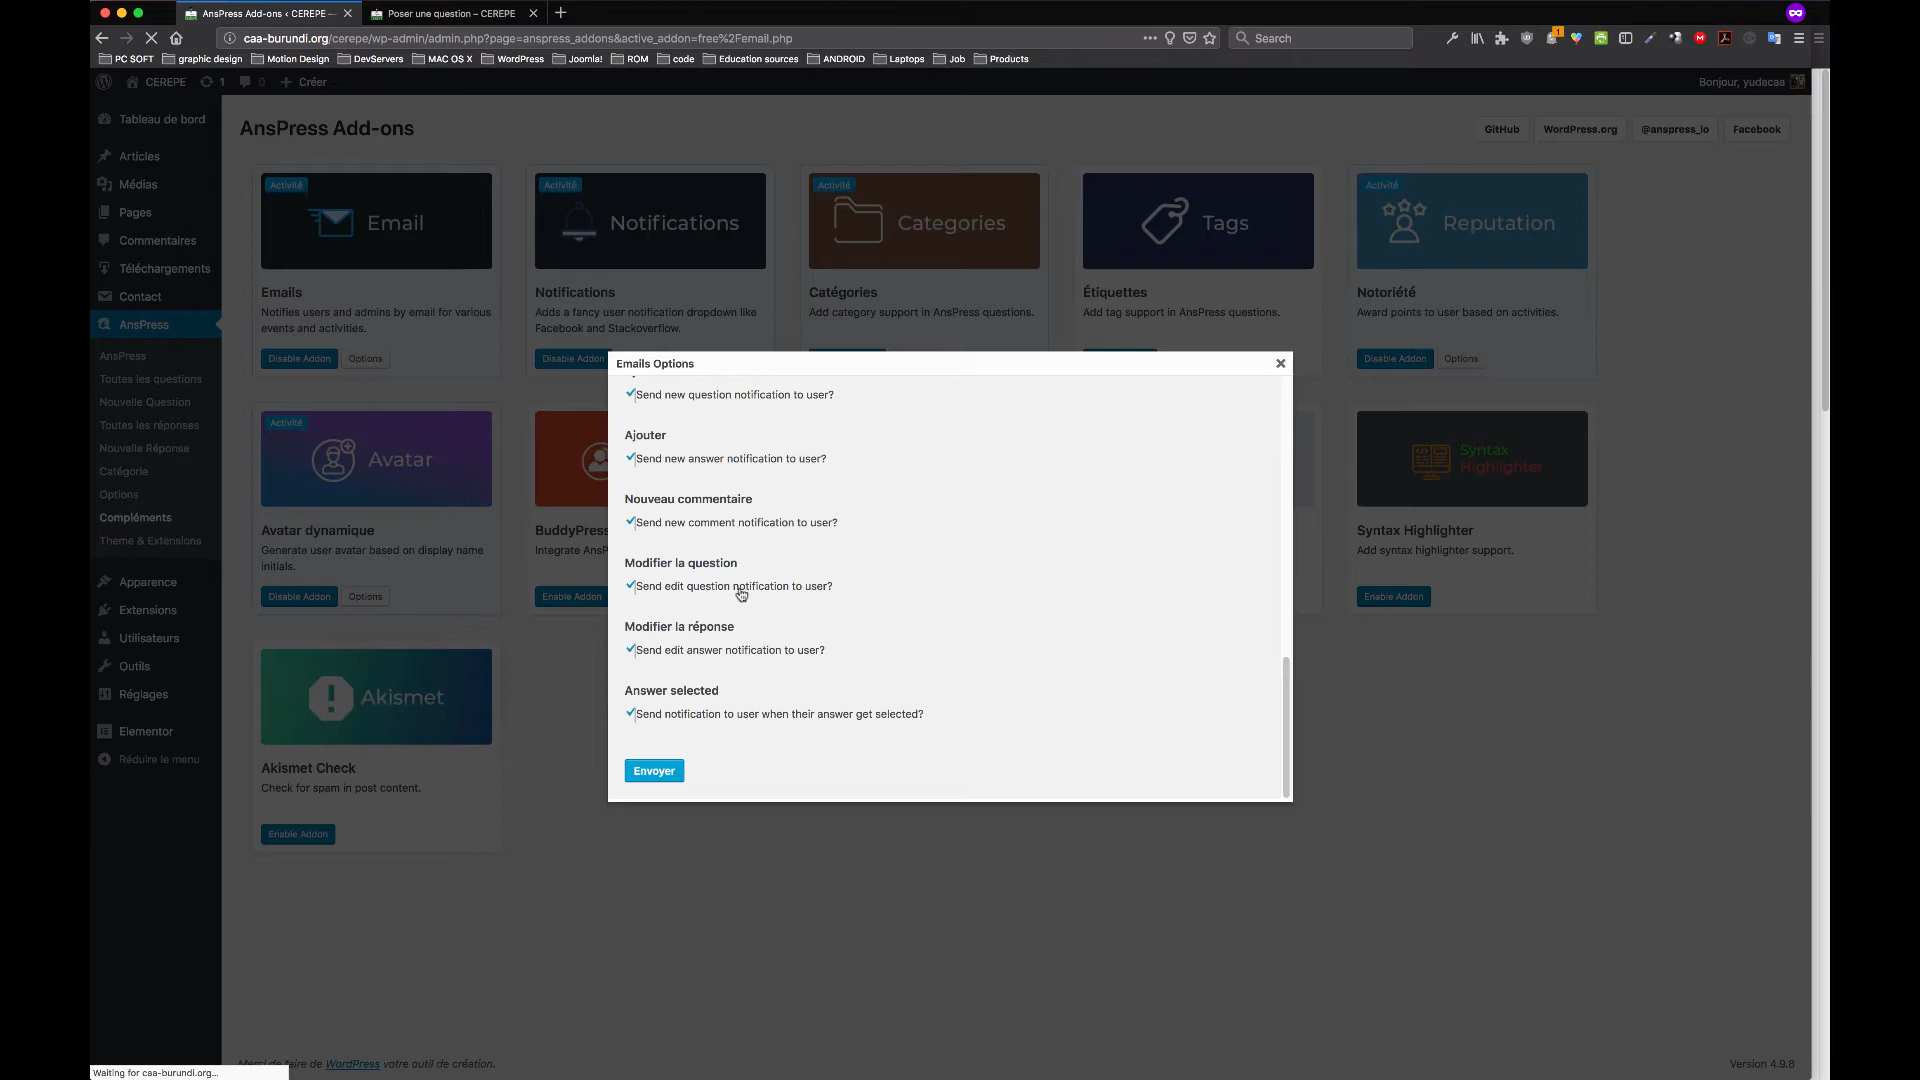 AnsPress Add-ons ‹ CEREPE —
Poser une question – CEREPE
caa-burundi.org/cerepe/wp-admin/admin.php?page=anspress_addons&active_addon=free%2Femail.php
Search
1
PC SOFT graphic design Motion Design DevServers MAC OS X WordPress Joomla! ROM code Education sources ANDROID Laptops Job Products
CEREPE 1 0 Créer
Bonjour, yudacaa
Tableau de bord
Articles
Médias
Pages
Commentaires
Téléchargements
Contact
AnsPress
AnsPress
Toutes les questions
Nouvelle Question
Toutes les réponses
Nouvelle Réponse
Catégorie
Options
Compléments
Theme & Extensions
Apparence
Extensions
Utilisateurs
Outils
Réglages
Elementor
Réduire le menu
AnsPress Add-ons
GitHub WordPress.org @anspress_io Facebook
Activité
Email
Emails
Notifies users and admins by email for various
events and activities.
Disable Addon Options
Activité
Notifications
Notifications
Adds a fancy user notification dropdown like
Facebook and Stackoverflow.
Disable Addon
Activité
Categories
Catégories
Add category support in AnsPress questions.
Tags
Étiquettes
Add tag support in AnsPress questions.
Activité
Reputation
Notoriété
Award points to user based on activities.
Disable Addon Options
Activité
Avatar
Avatar dynamique
Generate user avatar based on display name
initials.
Disable Addon Options
BuddyPress
Enable Addon
Syntax
Highlighter
Syntax Highlighter
Add syntax highlighter support.
Enable Addon
Akismet
Akismet Check
Check for spam in post content.
Enable Addon
Emails Options
Send new question notification to user?
Ajouter
Send new answer notification to user?
Nouveau commentaire
Send new comment notification to user?
Modifier la question
Send edit question notification to user?
Modifier la réponse
Send edit answer notification to user?
Answer selected
Send notification to user when their answer get selected?
Envoyer
Merci de faire de WordPress votre outil de création.
Version 4.9.8
Waiting for caa-burundi.org...